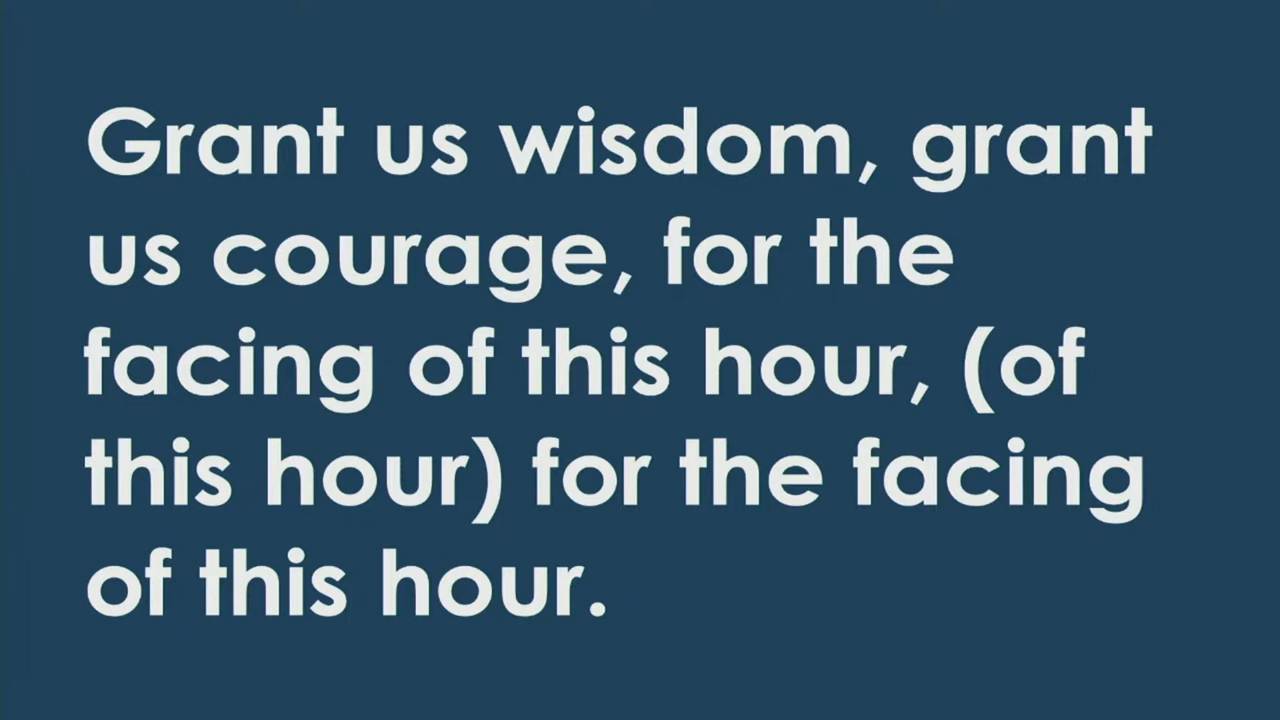 Grant us wisdom, grant
us courage, for the
facing of this hour, (of
this hour) for the facing
of this hour.